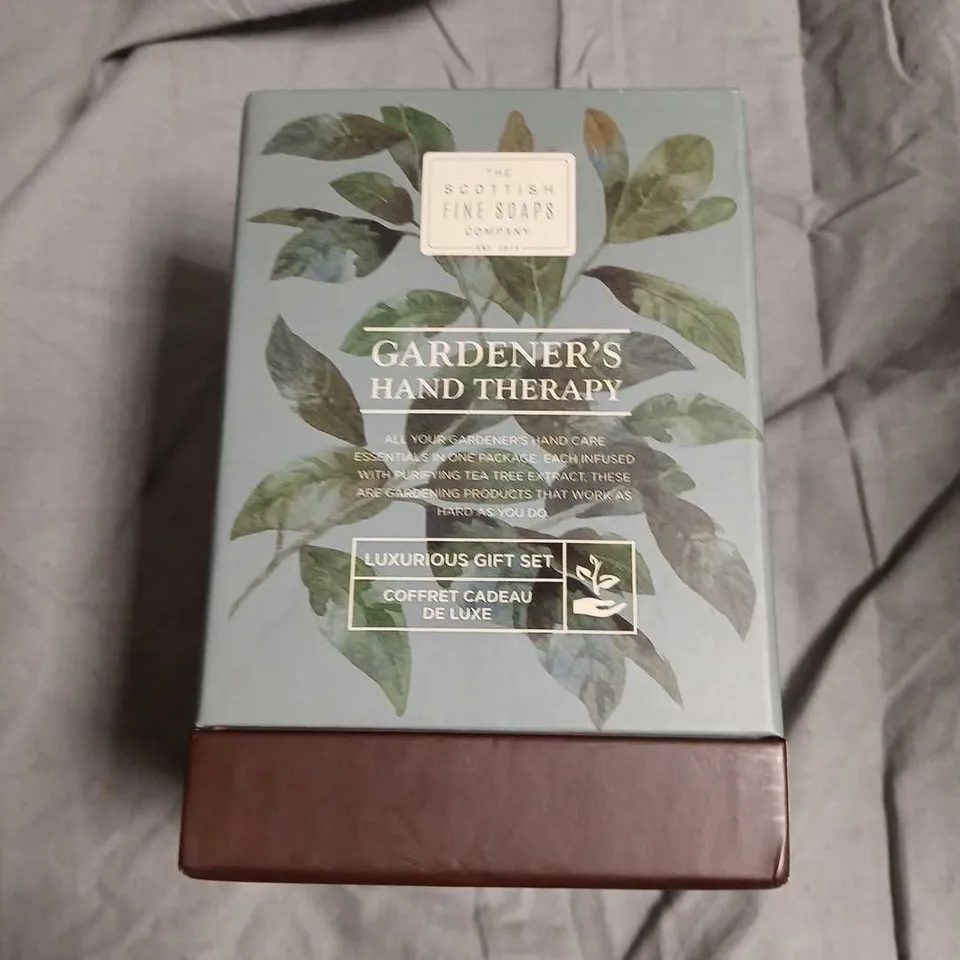 THE
SCOTTISH
FINE SOAPS
COMPANY
EST. 1974
GARDENER'S
HAND THERAPY
ALL YOUR GARDENER'S HAND CARE
ESSENTIALS IN ONE PACKAGE. EACH INFUSED
WITH PURIFYING TEA TREE EXTRACT. THESE
ARE GARDENING PRODUCTS THAT WORK AS
HARD AS YOU DO.
LUXURIOUS GIFT SET
COFFRET CADEAU
DE LUXE